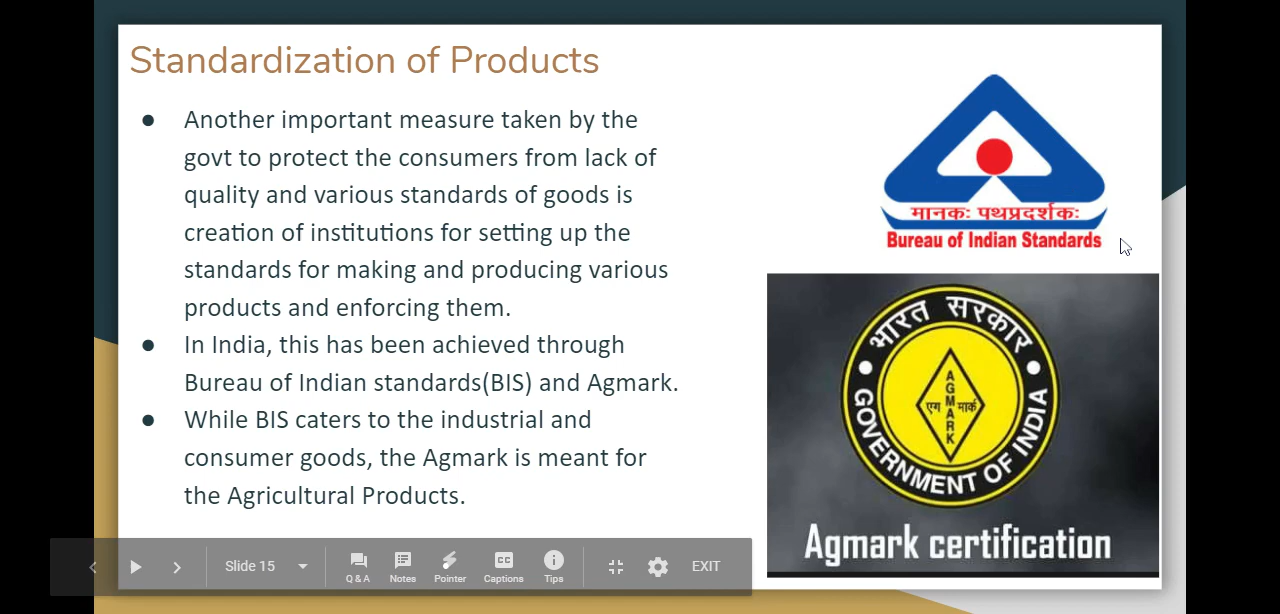 Standardization of Products
● Another important measure taken by the
govt to protect the consumers from lack of
quality and various standards of goods is
creation of institutions for setting up the
standards for making and producing various
products and enforcing them.
● In India, this has been achieved through
Bureau of Indian standards(BIS) and Agmark.
● While BIS caters to the industrial and
consumer goods, the Agmark is meant for
the Agricultural Products.
मानकः पथप्रदर्शकः
Bureau of Indian Standards
भारत सरकार
AGMARK
एग मार्क
GOVERNMENT OF INDIA
Agmark certification
Slide 15
Q & A
Notes
Pointer
CC
Captions
Tips
EXIT